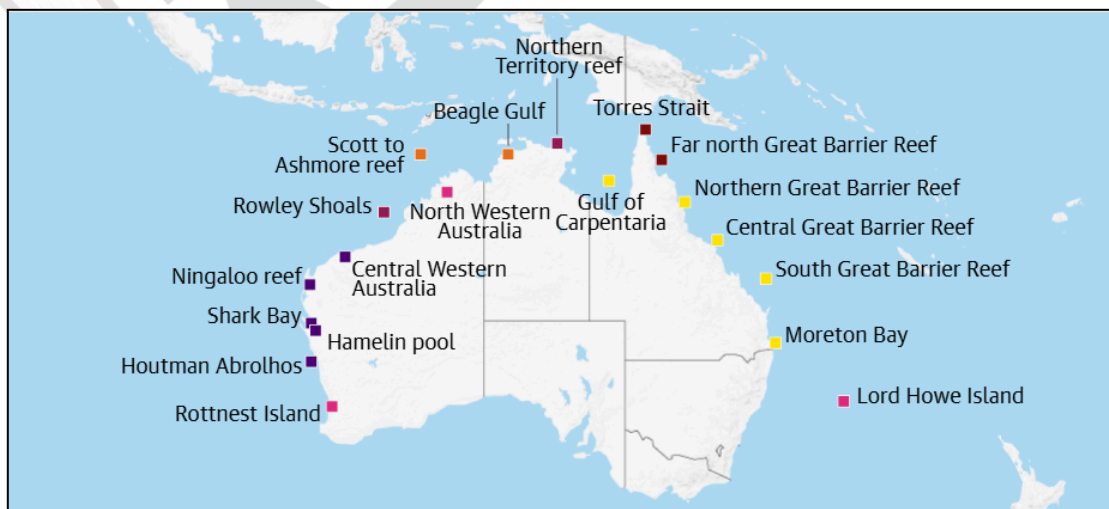 Northern
Territory reef
Torres Strait
Beagle Gulf
Scott to
Ashmore reef
Far north Great Barrier Reef
Northern Great Barrier Reef
Rowley Shoals
North Western
Australia
Gulf of
Carpentaria
Central Great Barrier Reef
Ningaloo reef
Central Western
Australia
South Great Barrier Reef
Shark Bay
Hamelin pool
Moreton Bay
Houtman Abrolhos
Lord Howe Island
Rottnest Island